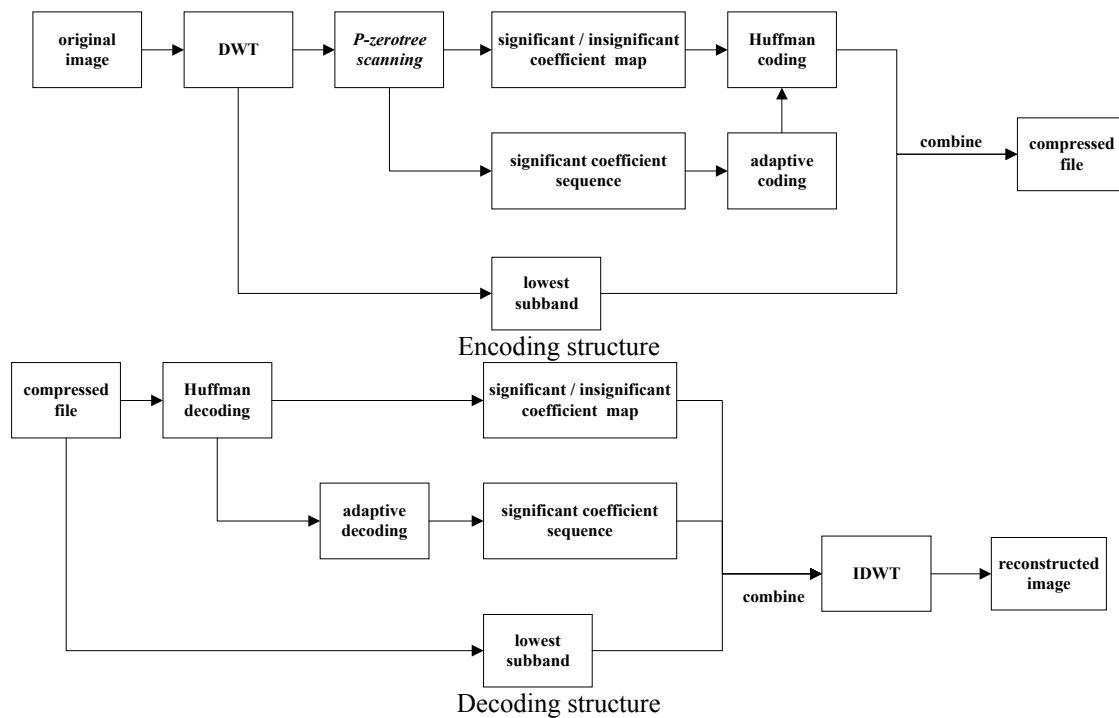 original
image
DWT
P-zerotree
scanning
significant / insignificant
coefficient map
Huffman
coding
significant coefficient
sequence
adaptive
coding
combine
compressed
file
lowest
subband
Encoding structure
compressed
file
Huffman
decoding
significant / insignificant
coefficient map
adaptive
decoding
significant coefficient
sequence
combine
IDWT
reconstructed
image
lowest
subband
Decoding structure